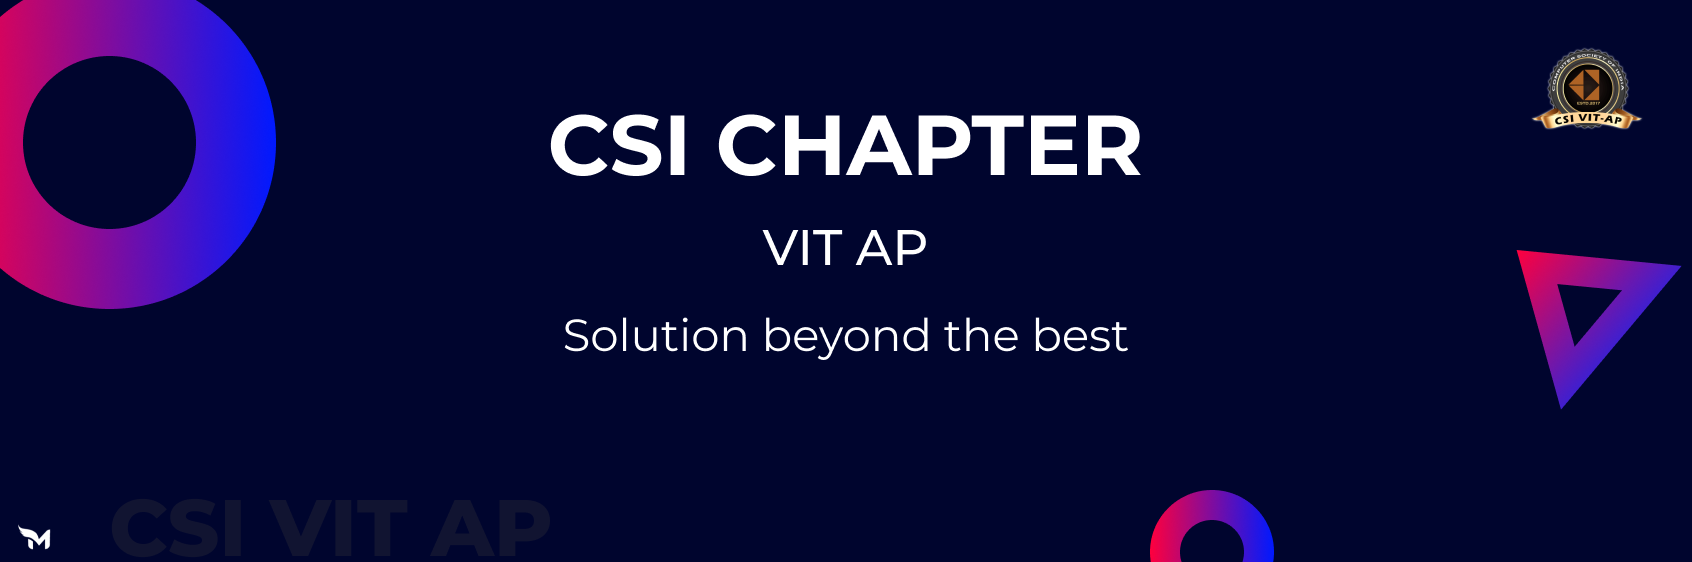 CSI CHAPTER
VIT AP
Solution beyond the best
COMPUTER SOCIETY OF INDIA
ESTD 2017
CSI VIT-AP
CSI VIT AP